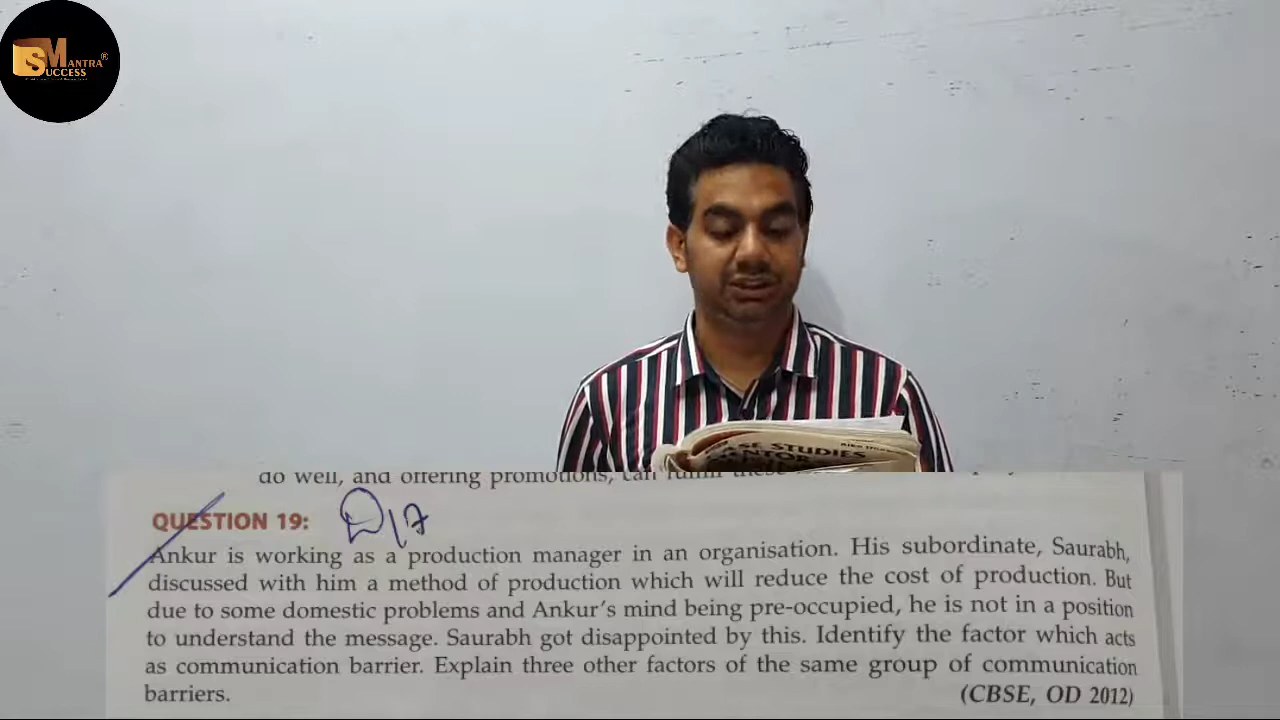 MANTRA®
SUCCESS
CASE STUDIES
MENTOR
do well, and offering promotions, can fulfil
QUESTION 19:
Ankur is working as a production manager in an organisation. His subordinate, Saurabh,
discussed with him a method of production which will reduce the cost of production. But
due to some domestic problems and Ankur's mind being pre-occupied, he is not in a position
to understand the message. Saurabh got disappointed by this. Identify the factor which acts
as communication barrier. Explain three other factors of the same group of communication
barriers. (CBSE, OD 2012)